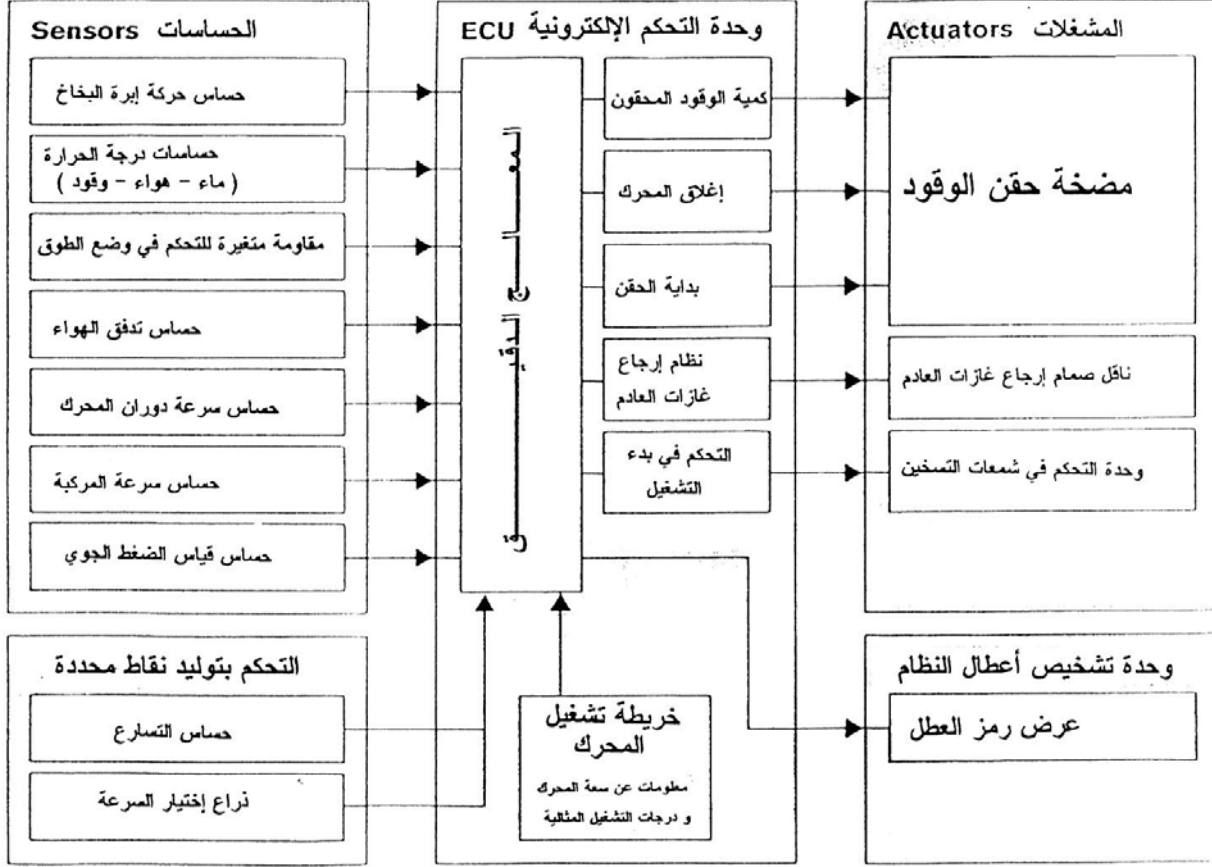 الحساسات Sensors
حساس حركة إبرة البخاخ
حساسات درجة الحرارة
( ماء - هواء - وقود )
مقاومة متغيرة للتحكم في وضع الطوق
حساس تدفق الهواء
حساس سرعة دوران المحرك
حساس سرعة المركبة
حساس قياس الضغط الجوي
التحكم بتوليد نقاط محددة
حساس التسارع
ذراع إختيار السرعة
وحدة التحكم الإلكترونية ECU
المعـــالـــج الدقيـــق
كمية الوقود المحقون
إغلاق المحرك
بداية الحقن
نظام إرجاع
غازات العادم
التحكم في بدء
التشغيل
خريطة تشغيل
المحرك
معلومات عن سعة المحرك
و درجات التشغيل المثالية
المشغلات Actuators
مضخة حقن الوقود
ناقل صمام إرجاع غازات العادم
وحدة التحكم في شمعات التسخين
وحدة تشخيص أعطال النظام
عرض رمز العطل